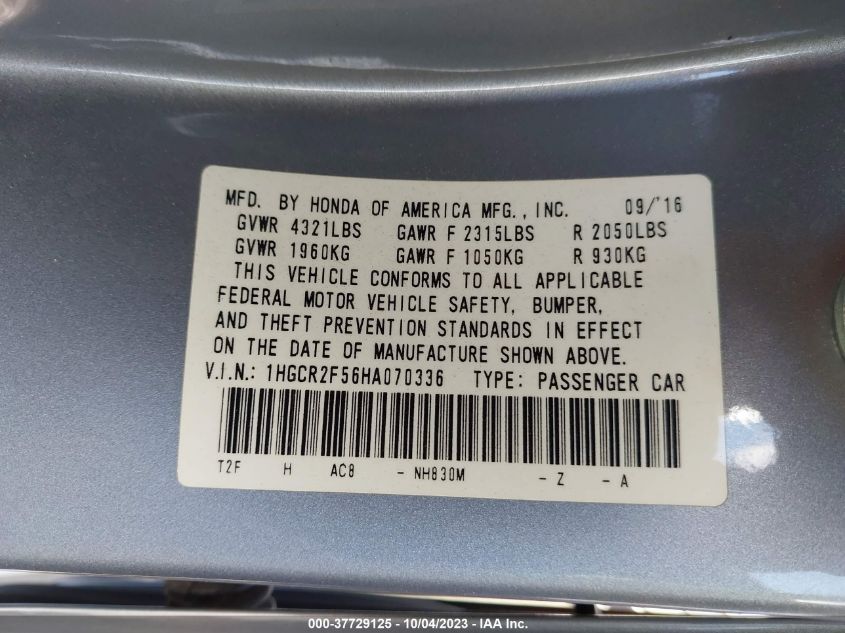 MFD. BY HONDA OF AMERICA MFG., INC. 09/'16
GVWR 4321LBS GAWR F 2315LBS R 2050LBS
GVWR 1960KG GAWR F 1050KG R 930KG
THIS VEHICLE CONFORMS TO ALL APPLICABLE
FEDERAL MOTOR VEHICLE SAFETY, BUMPER,
AND THEFT PREVENTION STANDARDS IN EFFECT
ON THE DATE OF MANUFACTURE SHOWN ABOVE.
V.I.N.: 1HGCR2F56HA070336 TYPE: PASSENGER CAR
T2F H AC8 - NH830M - Z - A
000-37729125 - 10/04/2023 - IAA Inc.